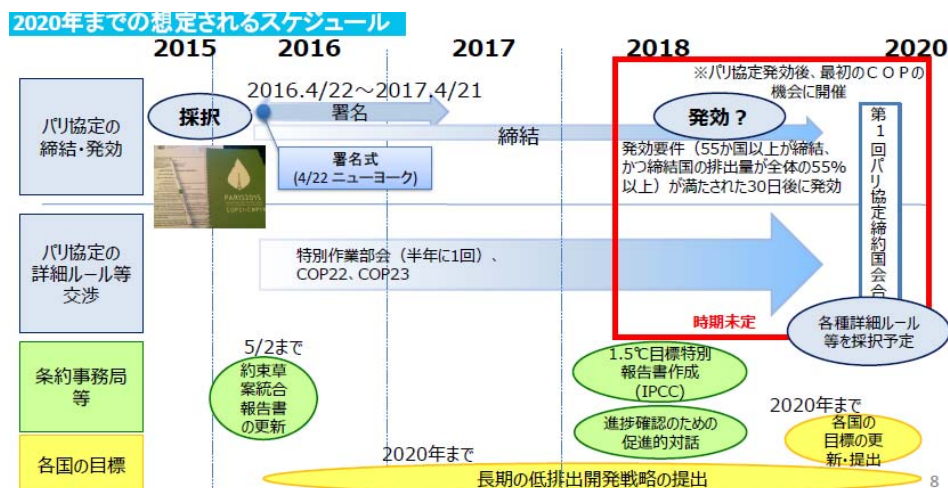 2020年までの想定されるスケジュール
2015
2016
2017
2018
2020
パリ協定の
締結・発効
採択
2016.4/22～2017.4/21
署名
締結
署名式
(4/22 ニューヨーク)
※パリ協定発効後、最初のＣＯＰの
機会に開催
発効？
発効要件（55か国以上が締結、
かつ締結国の排出量が全体の55%
以上）が満たされた30日後に発効
第１回パリ協定締約国会合
パリ協定の
詳細ルール等
交渉
特別作業部会（半年に1回）、
COP22、COP23
時期未定
各種詳細ルール
等を採択予定
条約事務局
等
5/2まで
約束草
案統合
報告書
の更新
1.5℃目標特別
報告書作成
(IPCC)
進捗確認のための
促進的対話
2020年まで
各国の
目標の更
新・提出
各国の目標
2020年まで
長期の低排出開発戦略の提出
8